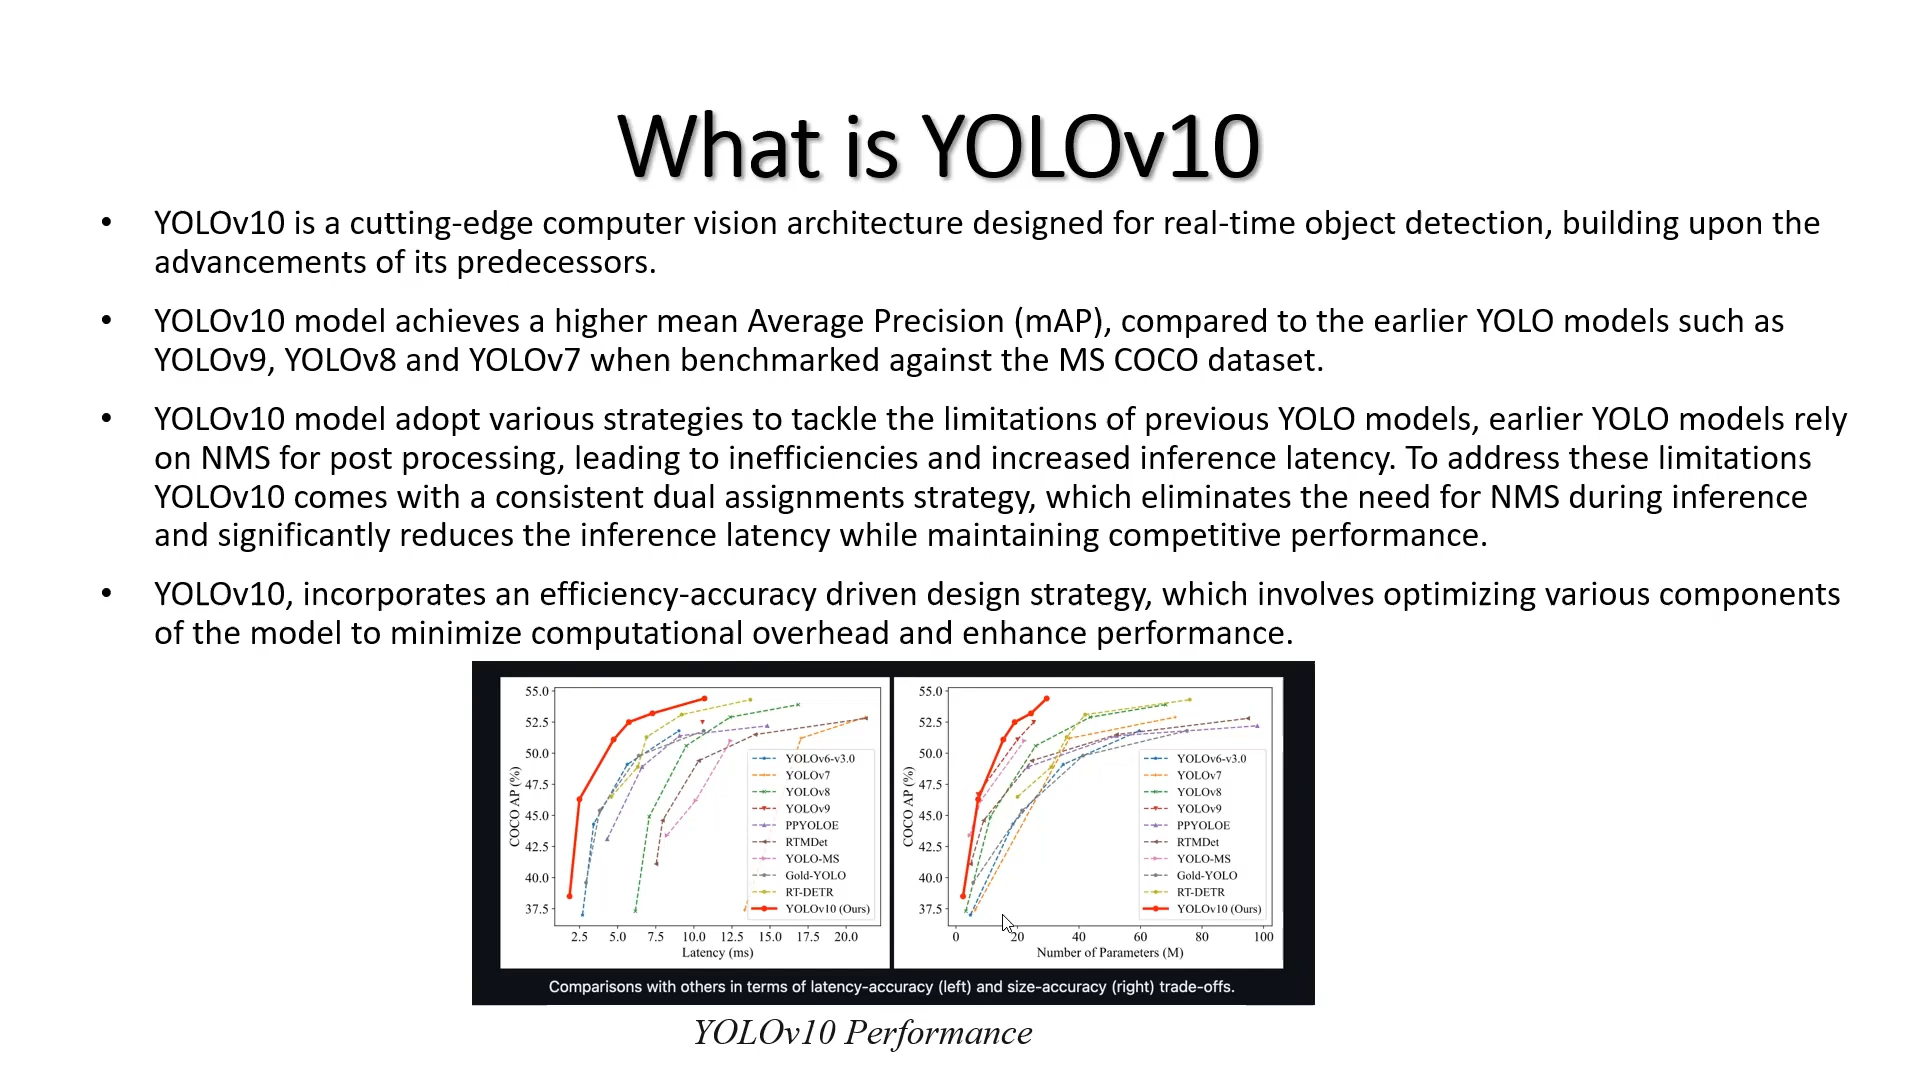 What is YOLOv10
• YOLOv10 is a cutting-edge computer vision architecture designed for real-time object detection, building upon the
advancements of its predecessors.
• YOLOv10 model achieves a higher mean Average Precision (mAP), compared to the earlier YOLO models such as
YOLOv9, YOLOv8 and YOLOv7 when benchmarked against the MS COCO dataset.
• YOLOv10 model adopt various strategies to tackle the limitations of previous YOLO models, earlier YOLO models rely
on NMS for post processing, leading to inefficiencies and increased inference latency. To address these limitations
YOLOv10 comes with a consistent dual assignments strategy, which eliminates the need for NMS during inference
and significantly reduces the inference latency while maintaining competitive performance.
• YOLOv10, incorporates an efficiency-accuracy driven design strategy, which involves optimizing various components
of the model to minimize computational overhead and enhance performance.
COCO AP (%)
55.0
52.5
50.0
47.5
45.0
42.5
40.0
37.5
YOLOv6-v3.0
YOLOv7
YOLOv8
YOLOv9
PPYOLOE
RTMDet
YOLO-MS
Gold-YOLO
RT-DETR
YOLOv10 (Ours)
2.5 5.0 7.5 10.0 12.5 15.0 17.5 20.0
Latency (ms)
COCO AP (%)
55.0
52.5
50.0
47.5
45.0
42.5
40.0
37.5
YOLOv6-v3.0
YOLOv7
YOLOv8
YOLOv9
PPYOLOE
RTMDet
YOLO-MS
Gold-YOLO
RT-DETR
YOLOv10 (Ours)
0 20 40 60 80 100
Number of Parameters (M)
Comparisons with others in terms of latency-accuracy (left) and size-accuracy (right) trade-offs.
YOLOv10 Performance